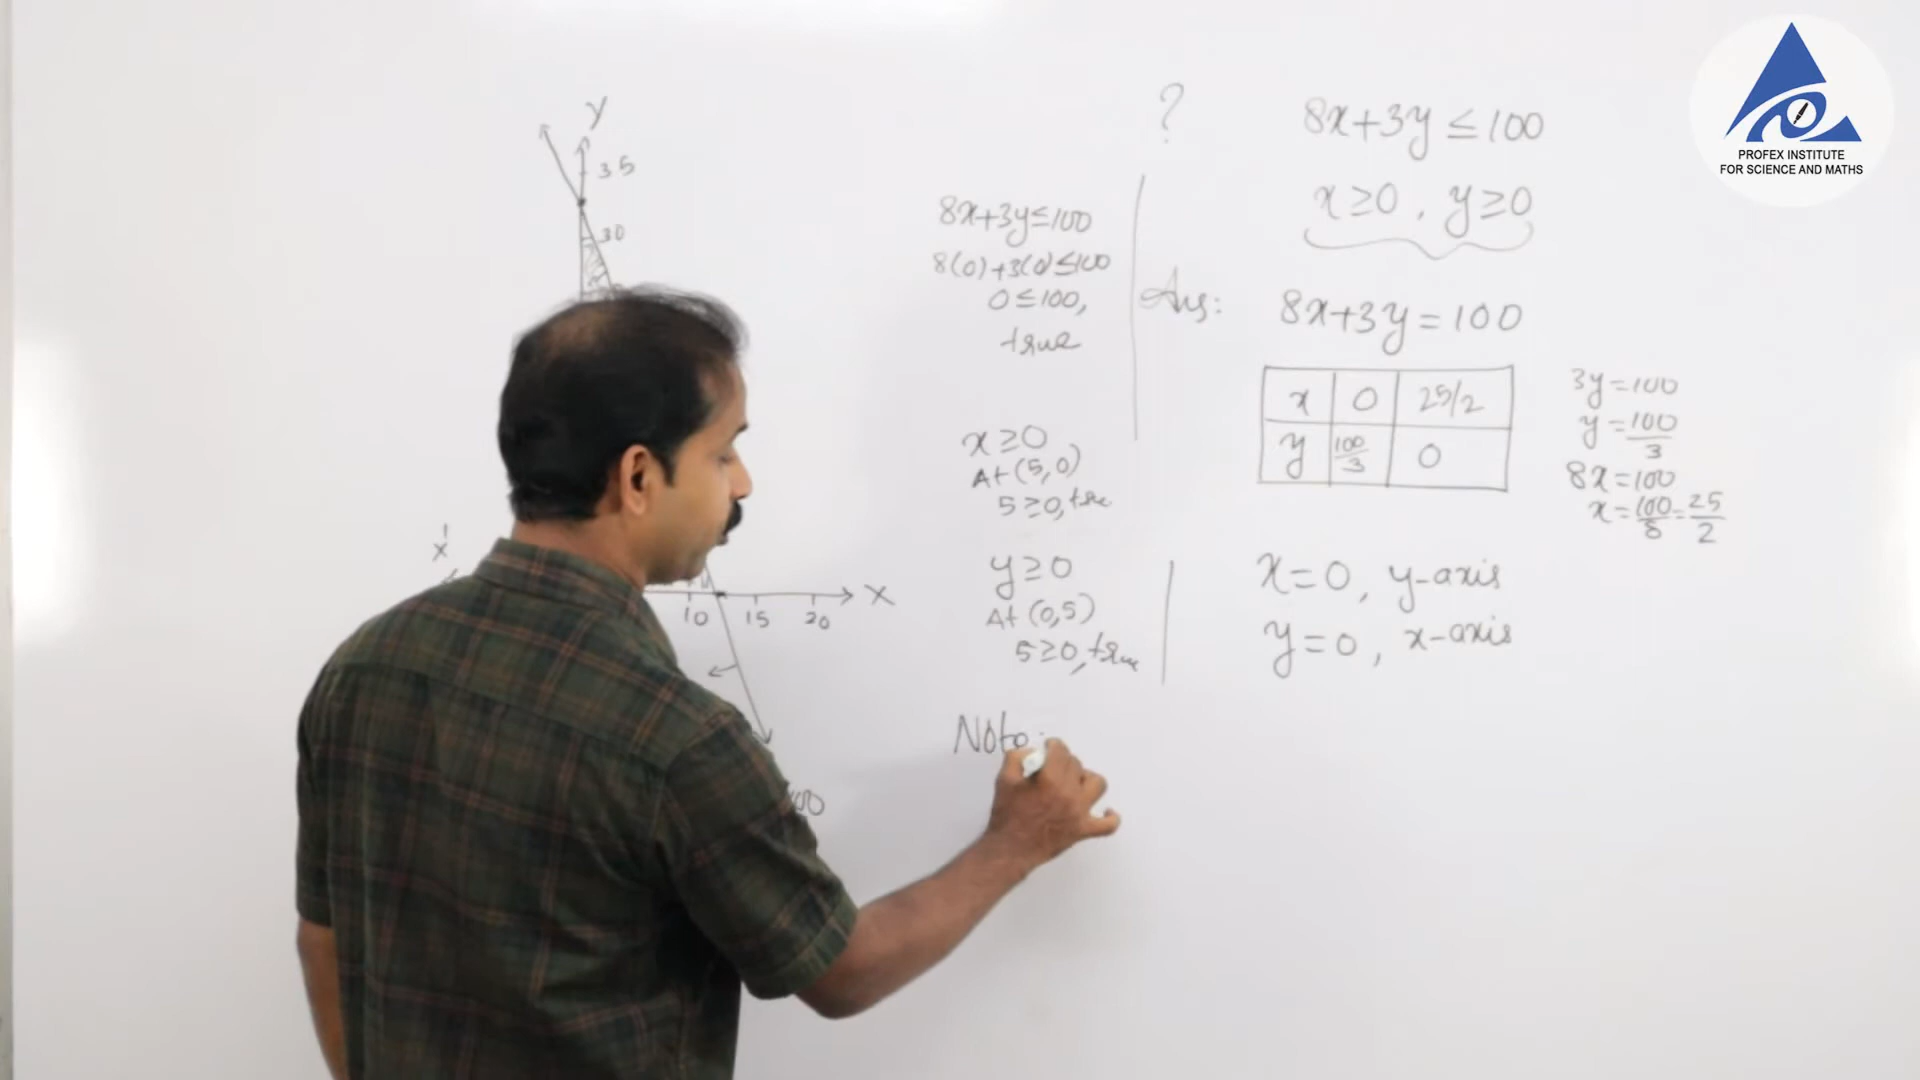 ?
8x+3y ≤ 100
x≥0, y≥0
Ans:
8x+3y = 100
x 0 25/2
y 100/3 0
3y=100
y=100/3
8x=100
x=100/8=25/2
x=0, y-axis
y=0, x-axis
8x+3y≤100
8(0)+3(0)≤100
0≤100,
true
x≥0
At (5,0)
5≥0, true
y≥0
At (0,5)
5≥0, true
Note:
Y
35
30
X'
X
10 15 20
PROFEX INSTITUTE
FOR SCIENCE AND MATHS